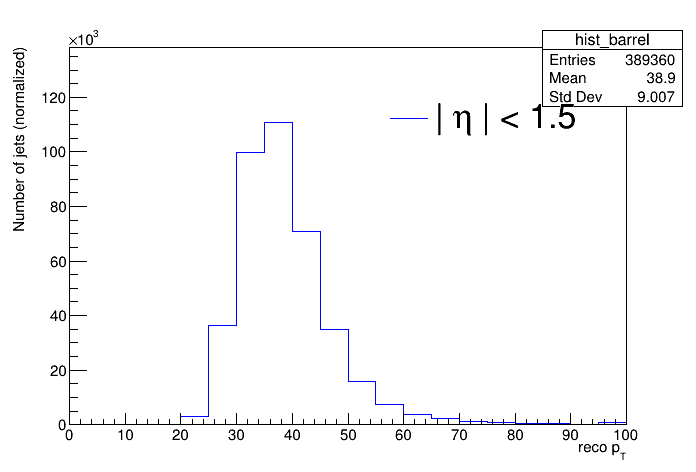 ×10³
hist_barrel
Entries 389360
Mean 38.9
Std Dev 9.007
| η | < 1.5
Number of jets (normalized)
120
100
80
60
40
20
0
0 10 20 30 40 50 60 70 80 90 100
reco p_T